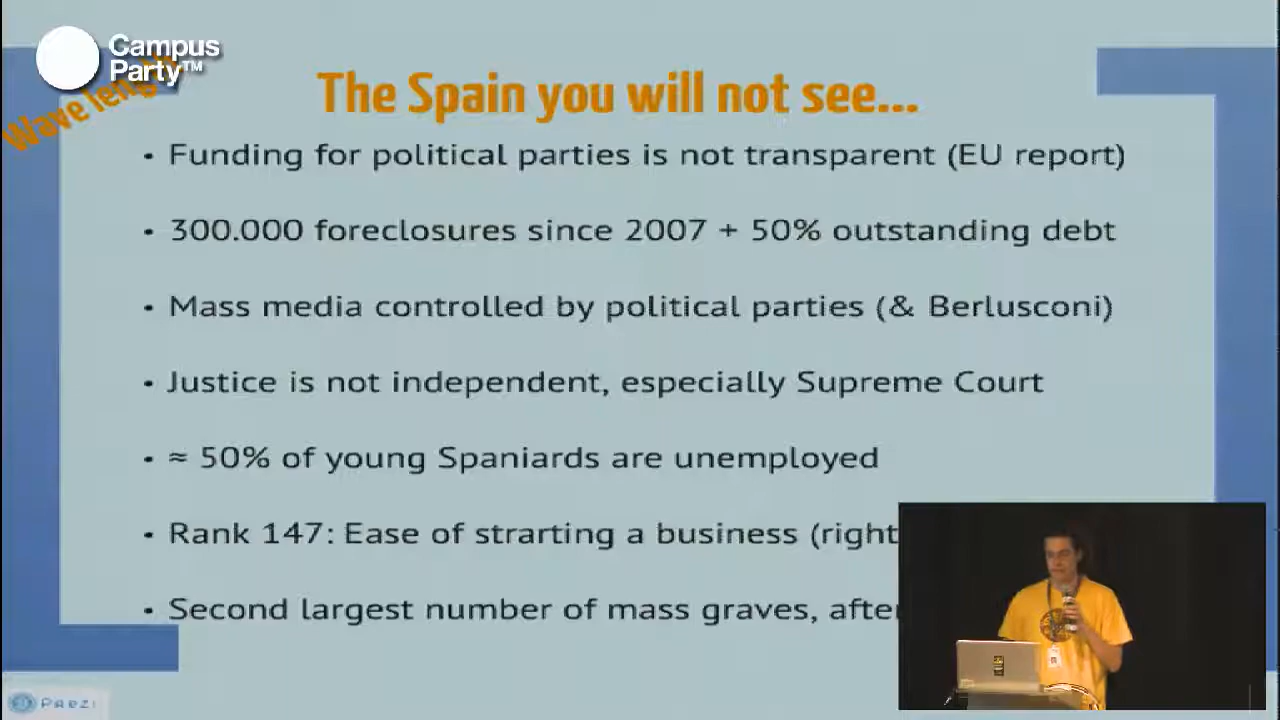 Campus
Party™
Wave length
The Spain you will not see...
• Funding for political parties is not transparent (EU report)
• 300.000 foreclosures since 2007 + 50% outstanding debt
• Mass media controlled by political parties (& Berlusconi)
• Justice is not independent, especially Supreme Court
• ≈ 50% of young Spaniards are unemployed
• Rank 147: Ease of strarting a business (right
• Second largest number of mass graves, after
Prezi